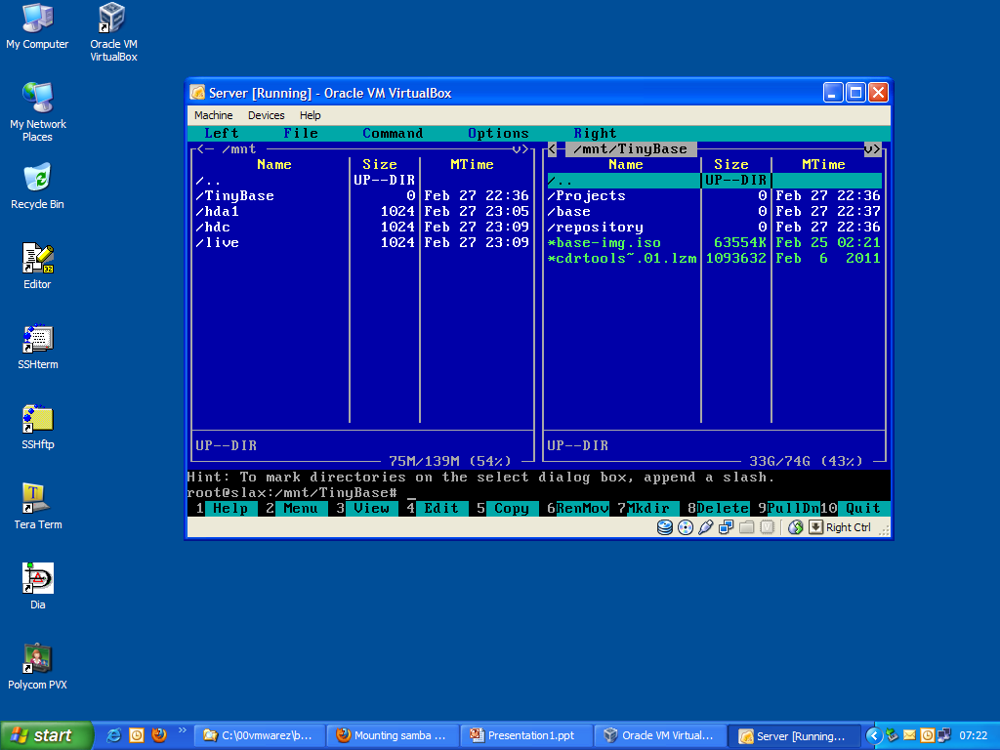 My Computer
Oracle VM
VirtualBox
My Network
Places
Recycle Bin
Editor
SSHterm
SSHftp
Tera Term
Dia
Polycom PVX
Server [Running] - Oracle VM VirtualBox
Machine Devices Help
Left File Command Options Right
<— /mnt v>
Name Size MTime
/.. UP--DIR
/TinyBase 0 Feb 27 22:36
/hda1 1024 Feb 27 23:05
/hdc 1024 Feb 27 23:09
/live 1024 Feb 27 23:09
UP--DIR
75M/139M (54%)
< /mnt/TinyBase v>
Name Size MTime
/.. UP--DIR
/Projects 0 Feb 27 22:36
/base 0 Feb 27 22:37
/repository 0 Feb 27 22:36
*base-img.iso 63554K Feb 25 02:21
*cdrtools~.01.lzm 1093632 Feb 6 2011
UP--DIR
33G/74G (43%)
Hint: To mark directories on the select dialog box, append a slash.
root@slax:/mnt/TinyBase# _
1 Help 2 Menu 3 View 4 Edit 5 Copy 6 RenMov 7 Mkdir 8 Delete 9 PullDn 10 Quit
Right Ctrl
start » C:\00vmwarez\b... Mounting samba ... Presentation1.ppt Oracle VM Virtual... Server [Running... 07:22